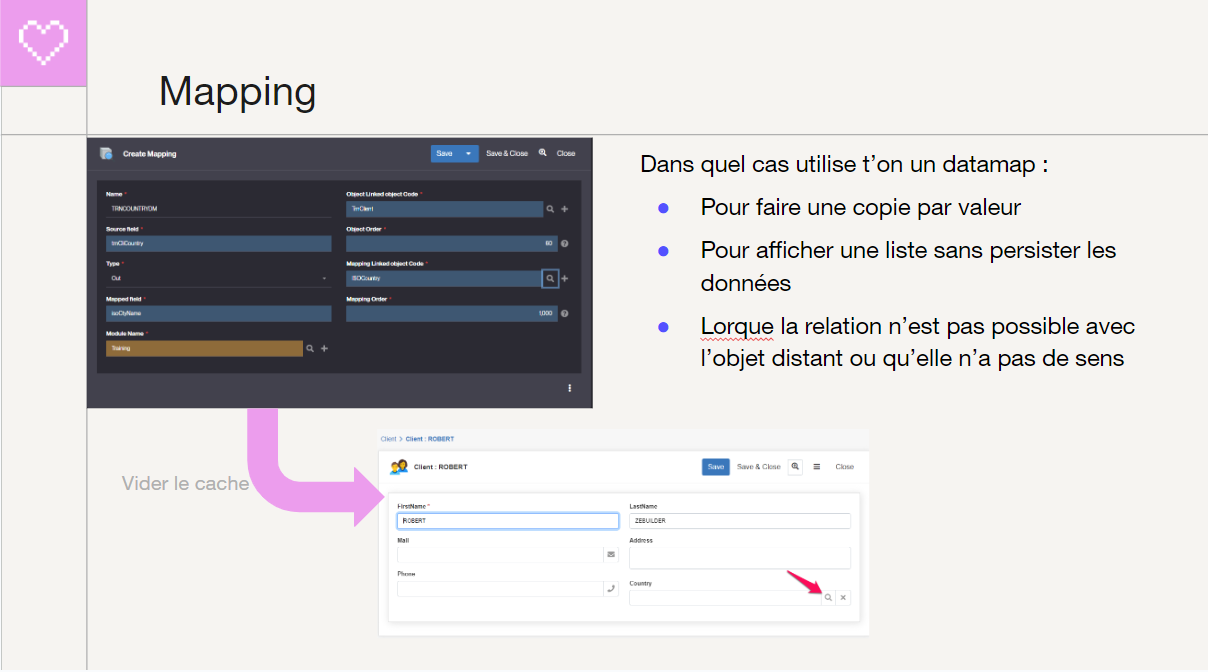 Mapping
Create Mapping
Save
Save & Close
Close
Name *
TRNCOUNTRYDM
Object Linked object Code *
TrnClient
Source field *
trnCliCountry
Object Order *
60
Type *
Out
Mapping Linked object Code *
ISOCountry
Mapped field *
isoCtyName
Mapping Order *
1,000
Module Name *
Training
Dans quel cas utilise t’on un datamap :
Pour faire une copie par valeur
Pour afficher une liste sans persister les
données
Lorque la relation n’est pas possible avec
l’objet distant ou qu’elle n’a pas de sens
Vider le cache
Client > Client : ROBERT
Client : ROBERT
Save
Save & Close
Close
FirstName *
ROBERT
LastName
ZEBUILDER
Mail
Address
Phone
Country